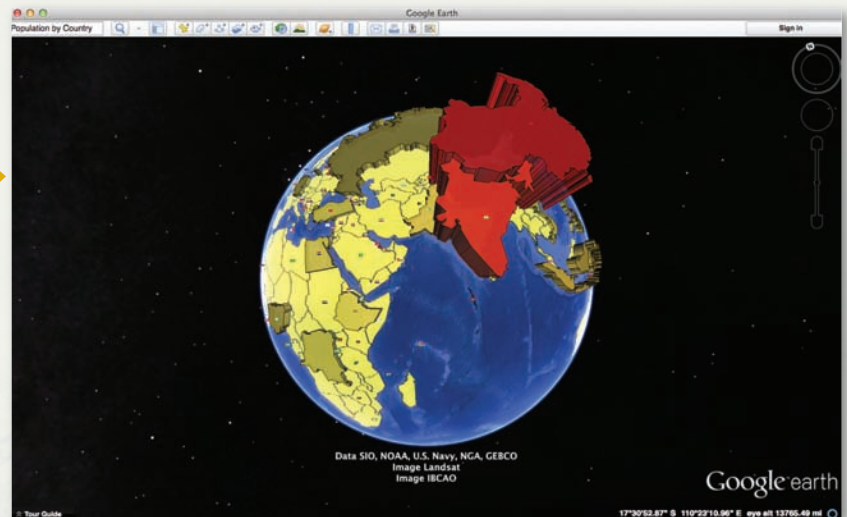 Google Earth
Population by Country
Sign in
N
Data SIO, NOAA, U.S. Navy, NGA, GEBCO
Image Landsat
Image IBCAO
Google earth
Tour Guide
17°30'52.87" S 110°23'10.96" E eye alt 13765.49 mi